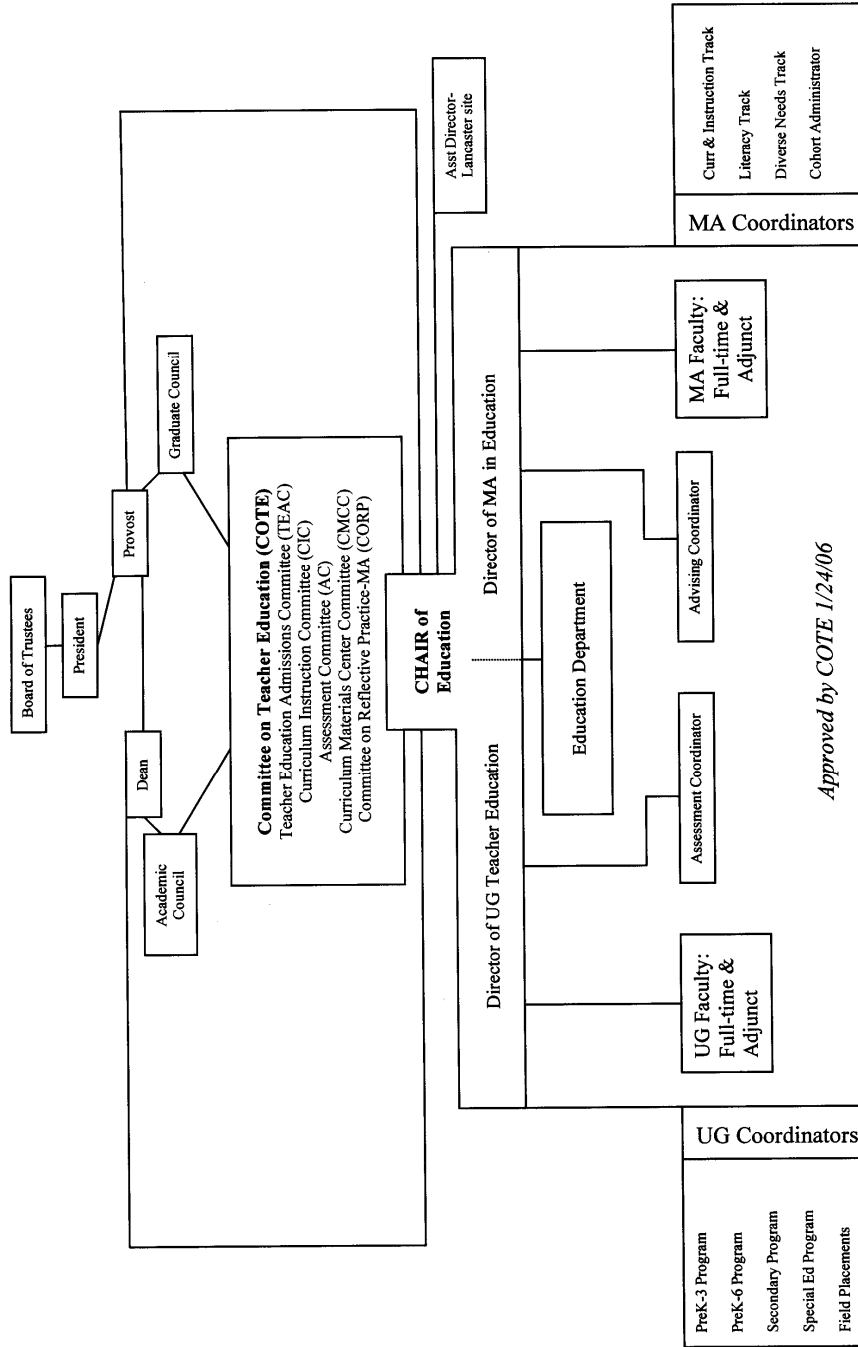 Board of Trustees
President
Provost
Dean
Graduate Council
Academic
Council
Committee on Teacher Education (COTE)
Teacher Education Admissions Committee (TEAC)
Curriculum Instruction Committee (CIC)
Assessment Committee (AC)
Curriculum Materials Center Committee (CMCC)
Committee on Reflective Practice-MA (CORP)
CHAIR of
Education
Asst Director-
Lancaster site
Director of UG Teacher Education
Director of MA in Education
Education Department
UG Faculty:
Full-time &
Adjunct
Assessment Coordinator
Advising Coordinator
MA Faculty:
Full-time &
Adjunct
UG Coordinators
PreK-3 Program
PreK-6 Program
Secondary Program
Special Ed Program
Field Placements
MA Coordinators
Curr & Instruction Track
Literacy Track
Diverse Needs Track
Cohort Administrator
Approved by COTE 1/24/06